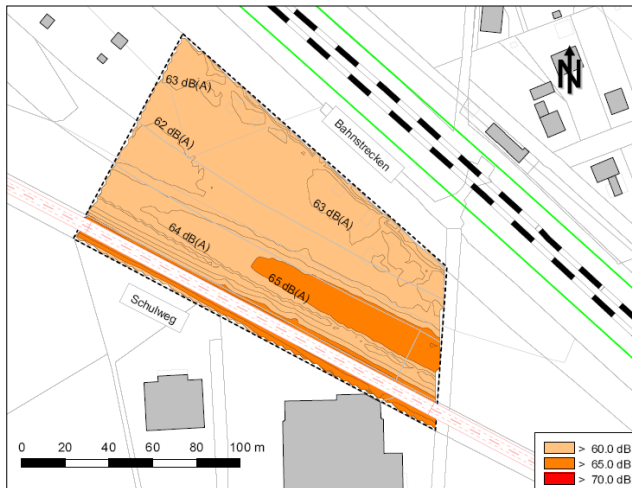 N
63 dB(A)
Bahnstrecken
62 dB(A)
63 dB(A)
64 dB(A)
65 dB(A)
Schulweg
0 20 40 60 80 100 m
> 60.0 dB
> 65.0 dB
> 70.0 dB